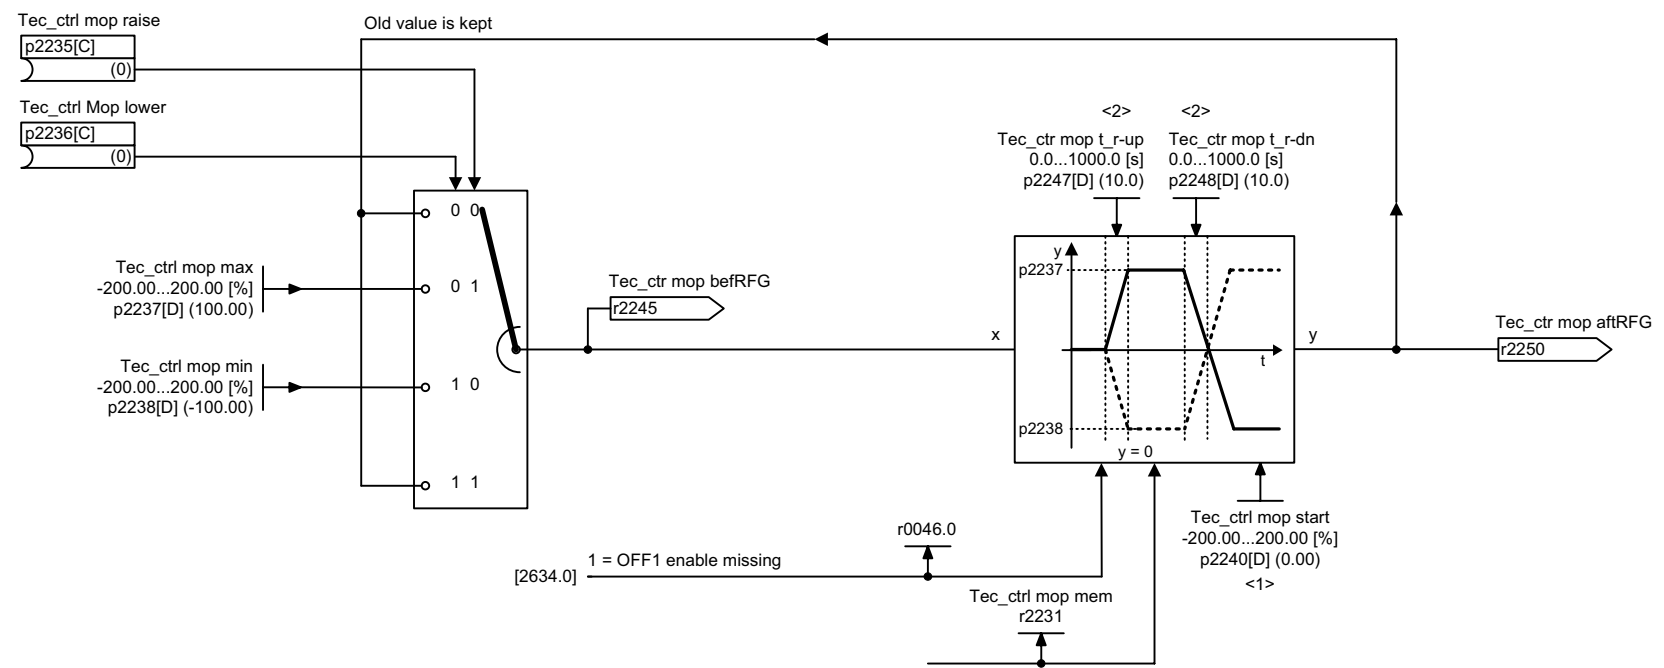 Tec_ctrl mop raise
p2235[C]
(0)
Old value is kept
Tec_ctrl Mop lower
p2236[C]
(0)
<2>
<2>
Tec_ctr mop t_r-up
0.0...1000.0 [s]
p2247[D] (10.0)
Tec_ctr mop t_r-dn
0.0...1000.0 [s]
p2248[D] (10.0)
0 0
Tec_ctrl mop max
-200.00...200.00 [%]
p2237[D] (100.00)
0 1
Tec_ctr mop befRFG
r2245
Tec_ctrl mop min
-200.00...200.00 [%]
p2238[D] (-100.00)
1 0
1 1
x
y
p2237
t
p2238
y = 0
y
Tec_ctr mop aftRFG
r2250
Tec_ctrl mop start
-200.00...200.00 [%]
p2240[D] (0.00)
<1>
r0046.0
1 = OFF1 enable missing
[2634.0]
Tec_ctrl mop mem
r2231